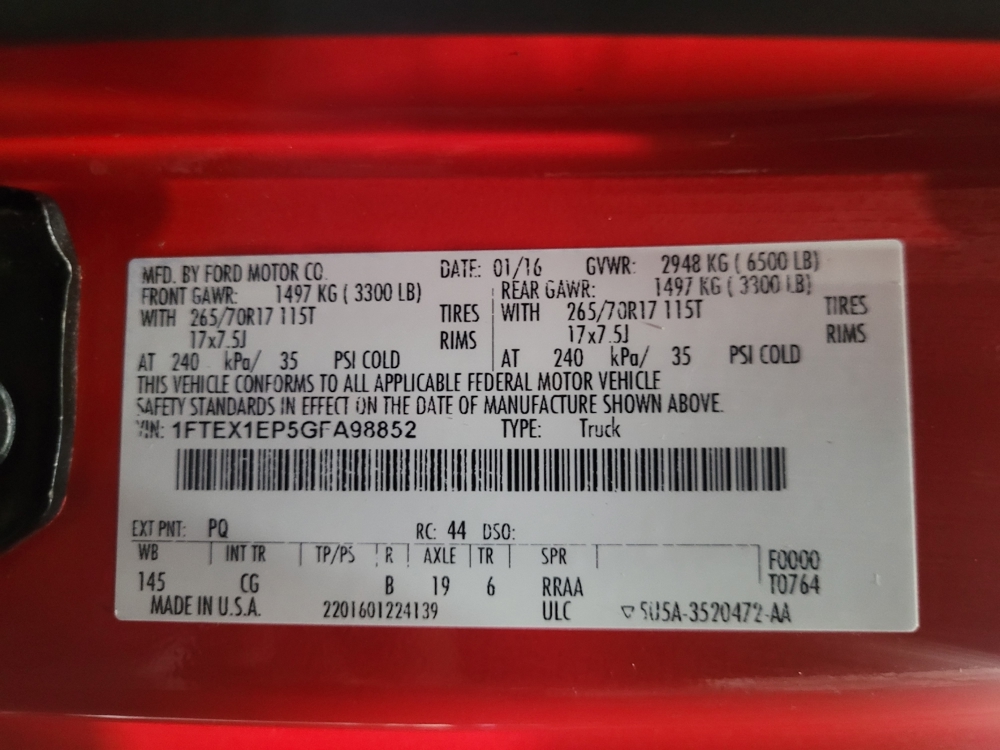 MFD. BY FORD MOTOR CO. DATE: 01/16 GVWR: 2948 KG ( 6500 LB)
FRONT GAWR: 1497 KG ( 3300 LB) REAR GAWR: 1497 KG ( 3300 LB)
WITH 265/70R17 115T TIRES WITH 265/70R17 115T TIRES
17x7.5J RIMS 17x7.5J RIMS
AT 240 kPa/ 35 PSI COLD AT 240 kPa/ 35 PSI COLD
THIS VEHICLE CONFORMS TO ALL APPLICABLE FEDERAL MOTOR VEHICLE
SAFETY STANDARDS IN EFFECT ON THE DATE OF MANUFACTURE SHOWN ABOVE.
VIN: 1FTEX1EP5GFA98852 TYPE: Truck
EXT PNT: PQ RC: 44 DSO:
WB INT TR TP/PS R AXLE TR SPR F0000
145 CG B 19 6 RRAA T0764
MADE IN U.S.A. 2201601224139 ULC 5U5A-3520472-AA